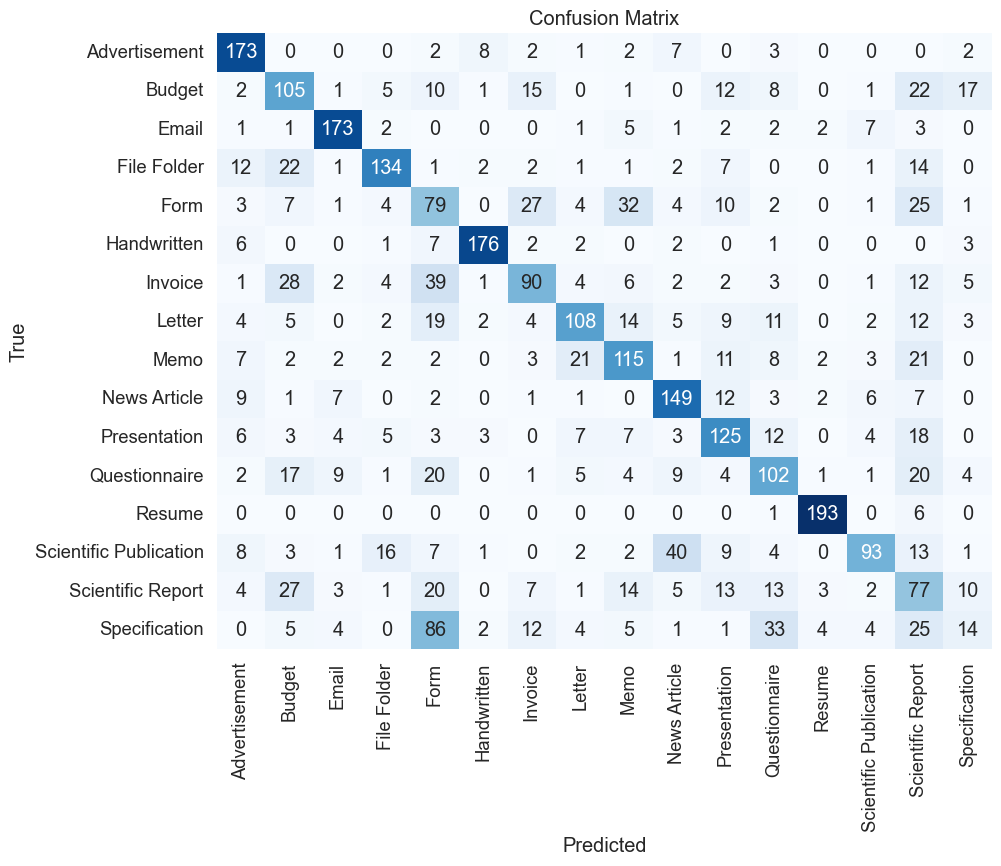 Confusion Matrix
Advertisement 173 0 0 0 2 8 2 1 2 7 0 3 0 0 0 2
Budget 2 105 1 5 10 1 15 0 1 0 12 8 0 1 22 17
Email 1 1 173 2 0 0 0 1 5 1 2 2 2 7 3 0
File Folder 12 22 1 134 1 2 2 1 1 2 7 0 0 1 14 0
Form 3 7 1 4 79 0 27 4 32 4 10 2 0 1 25 1
Handwritten 6 0 0 1 7 176 2 2 0 2 0 1 0 0 0 3
Invoice 1 28 2 4 39 1 90 4 6 2 2 3 0 1 12 5
Letter 4 5 0 2 19 2 4 108 14 5 9 11 0 2 12 3
Memo 7 2 2 2 2 0 3 21 115 1 11 8 2 3 21 0
News Article 9 1 7 0 2 0 1 1 0 149 12 3 2 6 7 0
Presentation 6 3 4 5 3 3 0 7 7 3 125 12 0 4 18 0
Questionnaire 2 17 9 1 20 0 1 5 4 9 4 102 1 1 20 4
Resume 0 0 0 0 0 0 0 0 0 0 0 1 193 0 6 0
Scientific Publication 8 3 1 16 7 1 0 2 2 40 9 4 0 93 13 1
Scientific Report 4 27 3 1 20 0 7 1 14 5 13 13 3 2 77 10
Specification 0 5 4 0 86 2 12 4 5 1 1 33 4 4 25 14
True
Advertisement
Budget
Email
File Folder
Form
Handwritten
Invoice
Letter
Memo
News Article
Presentation
Questionnaire
Resume
Scientific Publication
Scientific Report
Specification
Predicted